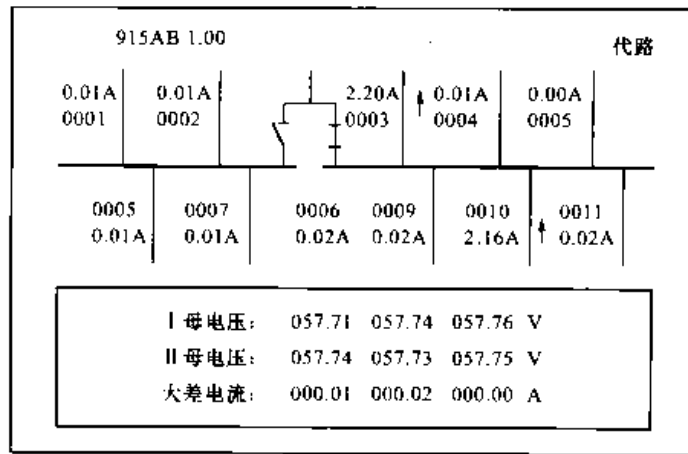 915AB 1.00
代路
0.01A 0.01A 2.20A 0.01A 0.00A
0001 0002 0003 0004 0005
0005 0007 0006 0009 0010 0011
0.01A 0.01A 0.02A 0.02A 2.16A 0.02A
Ⅰ母电压: 057.71 057.74 057.76 V
Ⅱ母电压: 057.74 057.73 057.75 V
大差电流: 000.01 000.02 000.00 A